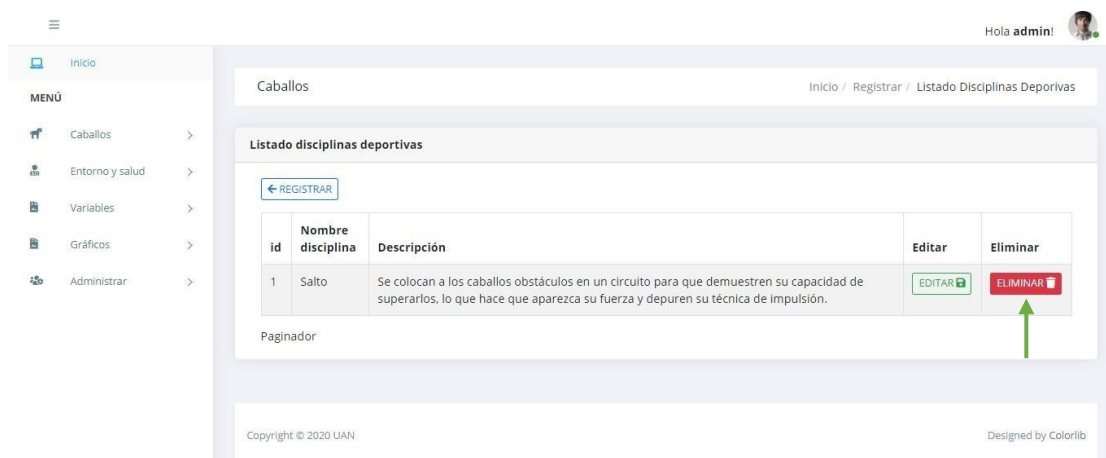 Hola admin!
Inicio
MENÚ
Caballos
Entorno y salud
Variables
Gráficos
Administrar
Caballos
Inicio / Registrar / Listado Disciplinas Deporivas
Listado disciplinas deportivas
REGISTRAR
id Nombre disciplina Descripción Editar Eliminar
1 Salto Se colocan a los caballos obstáculos en un circuito para que demuestren su capacidad de
superarlos, lo que hace que aparezca su fuerza y depuren su técnica de impulsión.
EDITAR ELIMINAR
Paginador
Copyright © 2020 UAN
Designed by Colorlib